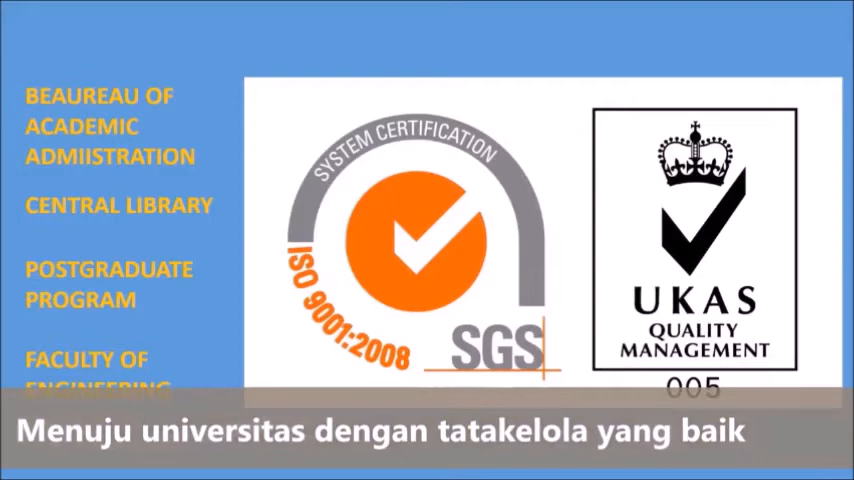 BEAUREAU OF
ACADEMIC
ADMIISTRATION
CENTRAL LIBRARY
POSTGRADUATE
PROGRAM
FACULTY OF
ENGINEERING
SYSTEM CERTIFICATION
ISO 9001:2008
SGS
UKAS
QUALITY
MANAGEMENT
005
Menuju universitas dengan tatakelola yang baik